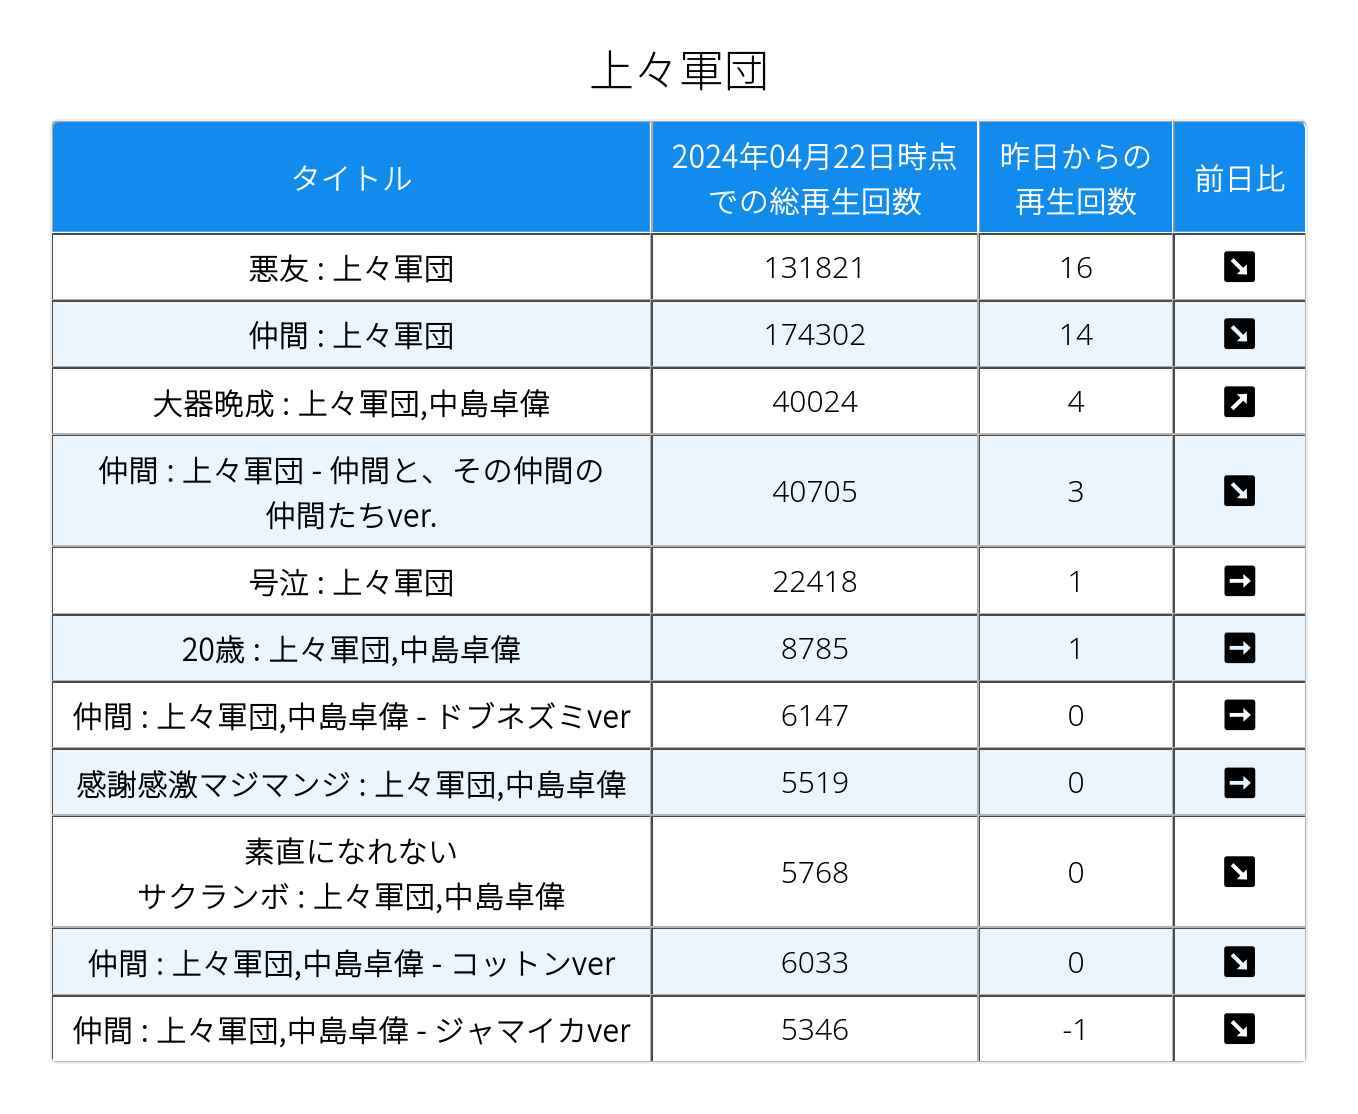 上々軍団
タイトル
2024年04月22日時点
での総再生回数
昨日からの
再生回数
前日比
悪友 : 上々軍団
131821
16
仲間 : 上々軍団
174302
14
大器晩成 : 上々軍団,中島卓偉
40024
4
仲間 : 上々軍団 - 仲間と、その仲間の
仲間たちver.
40705
3
号泣 : 上々軍団
22418
1
20歳 : 上々軍団,中島卓偉
8785
1
仲間 : 上々軍団,中島卓偉 - ドブネズミver
6147
0
感謝感激マジマンジ : 上々軍団,中島卓偉
5519
0
素直になれない
サクランボ : 上々軍団,中島卓偉
5768
0
仲間 : 上々軍団,中島卓偉 - コットンver
6033
0
仲間 : 上々軍団,中島卓偉 - ジャマイカver
5346
-1